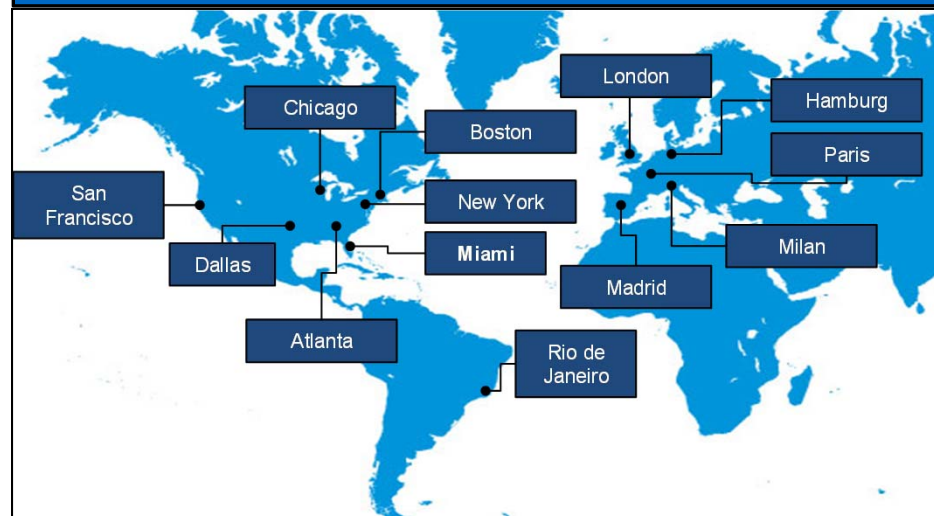 London
Hamburg
Chicago
Boston
Paris
San
Francisco
New York
Miami
Milan
Dallas
Madrid
Atlanta
Rio de
Janeiro